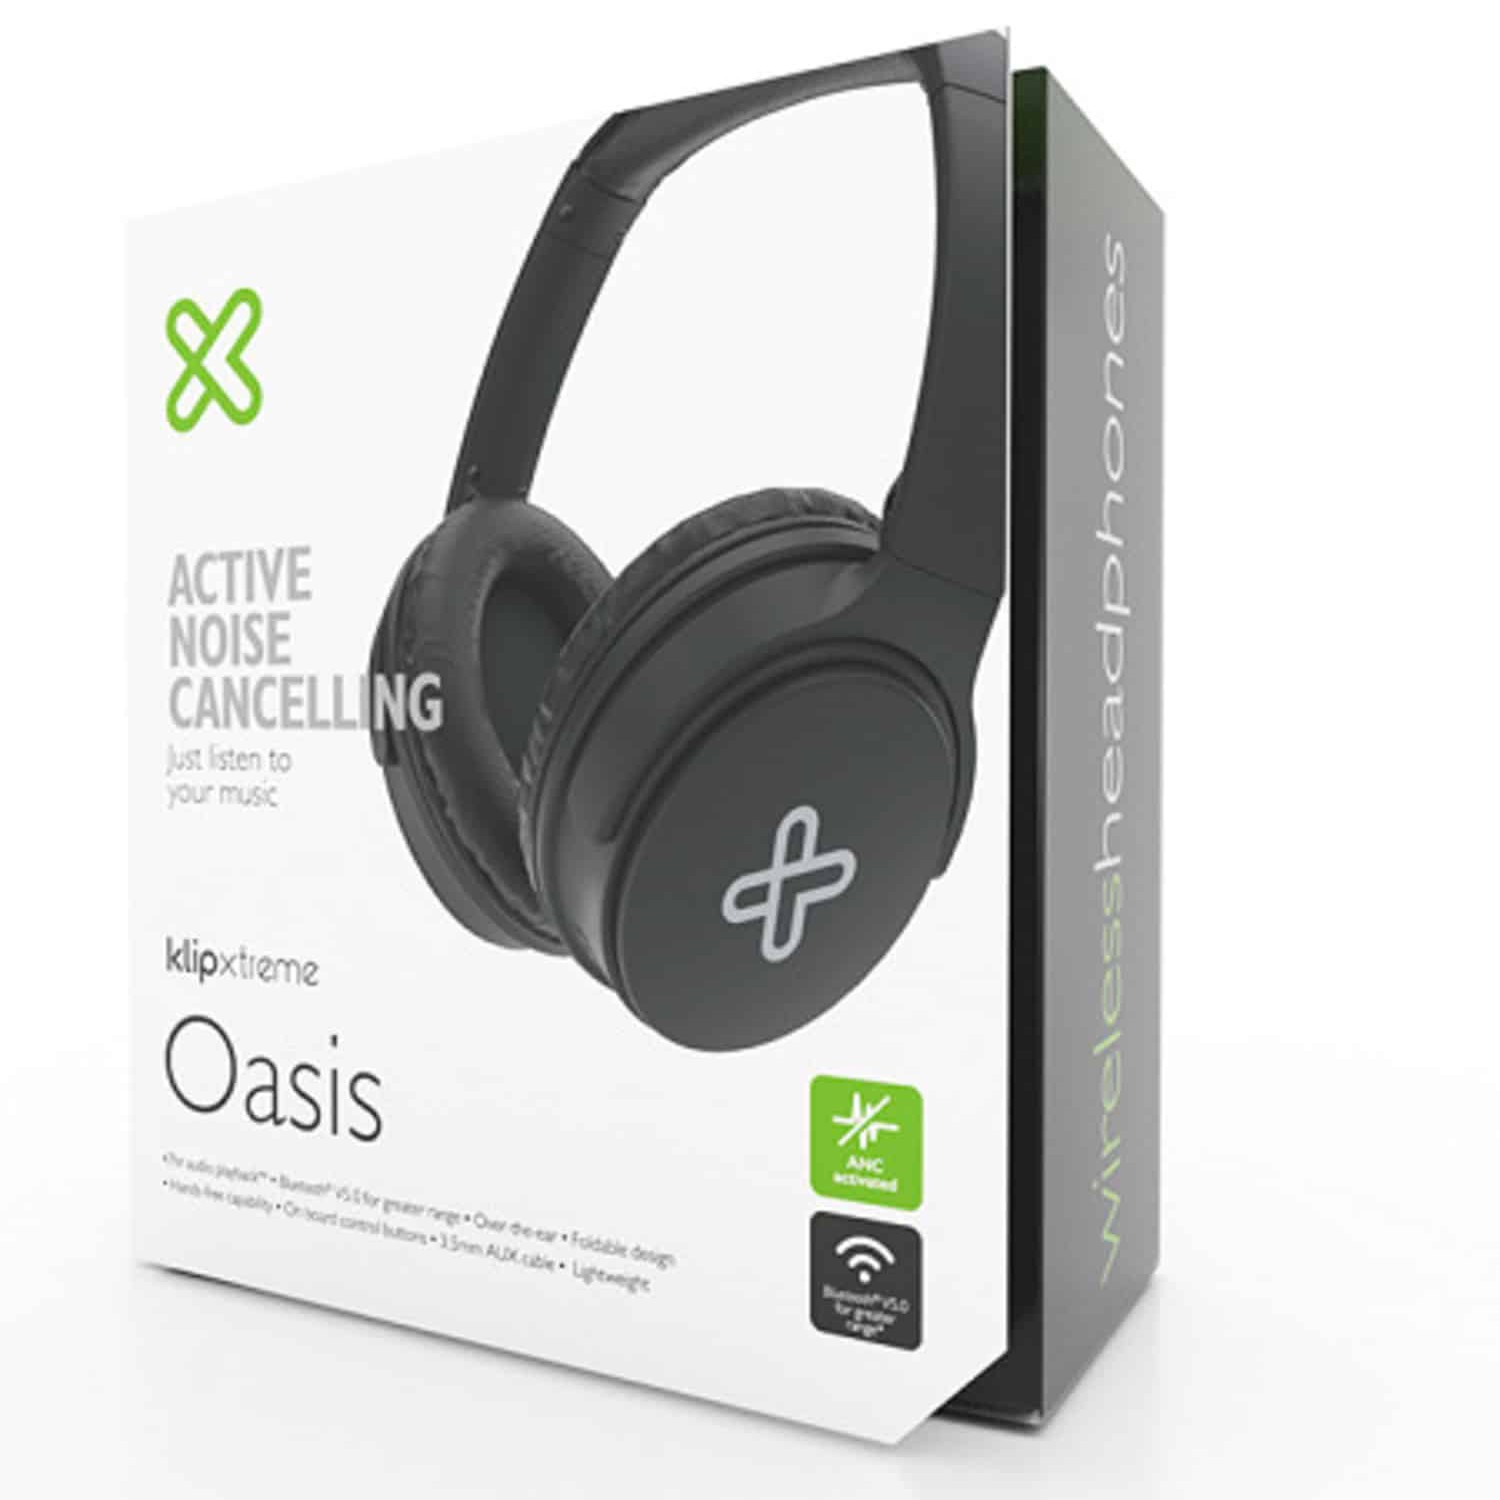 ACTIVE
NOISE
CANCELLING
Just listen to
your music
klipxtreme
Oasis
• Bluetooth® V5.0 for greater range • Over-the-ear • Foldable design
• Hands-free capability • On board control buttons • 3.5mm AUX cable • Lightweight
ANC
activated
Bluetooth® V5.0
for greater
range*
wirelessheadphones